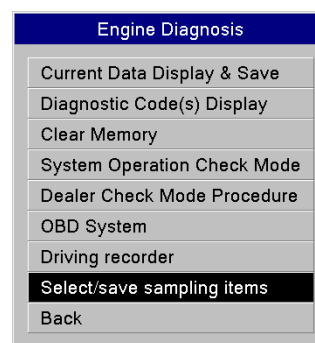 Engine Diagnosis
Current Data Display & Save
Diagnostic Code(s) Display
Clear Memory
System Operation Check Mode
Dealer Check Mode Procedure
OBD System
Driving recorder
Select/save sampling items
Back